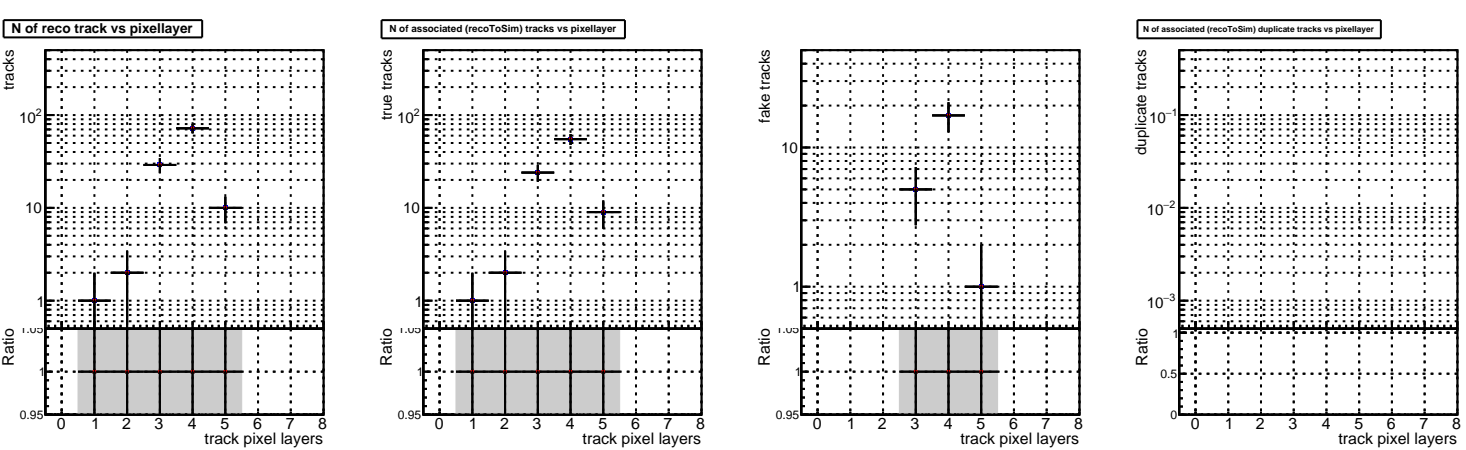 N of reco track vs pixellayer
tracks
10²
10
1
Ratio
1.05
1
0.95
0 1 2 3 4 5 6 7 8
track pixel layers
N of associated (recoToSim) tracks vs pixellayer
true tracks
10²
10
1
Ratio
1.05
1
0.95
0 1 2 3 4 5 6 7 8
track pixel layers
fake tracks
10
1
Ratio
1.05
1
0.95
0 1 2 3 4 5 6 7 8
track pixel layers
N of associated (recoToSim) duplicate tracks vs pixellayer
duplicate tracks
10⁻¹
10⁻²
10⁻³
Ratio
1
0.5
0
0 1 2 3 4 5 6 7 8
track pixel layers